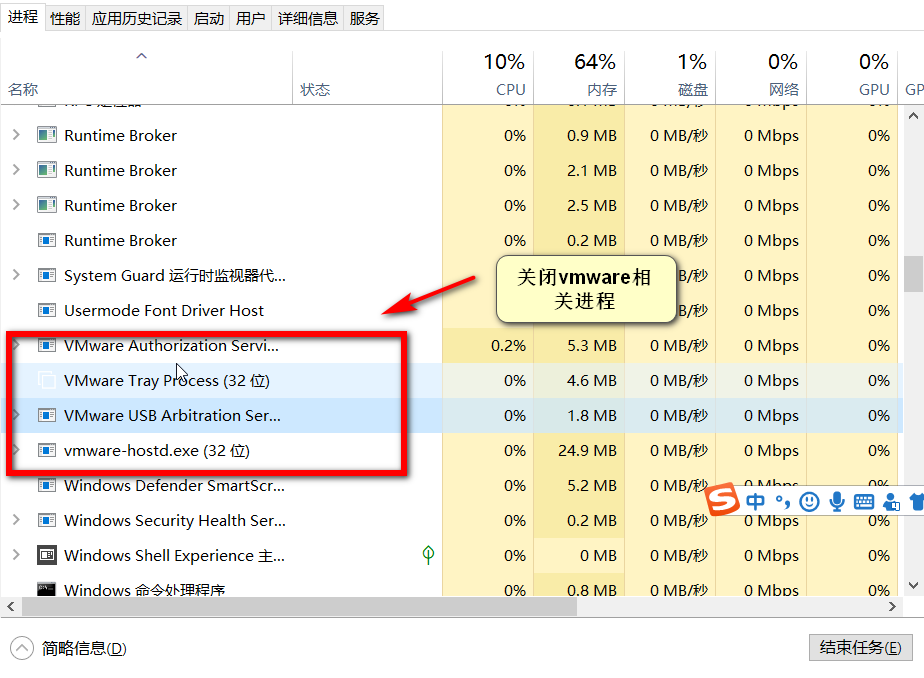 进程 性能 应用历史记录 启动 用户 详细信息 服务
10% 64% 1% 0% 0%
名称 状态 CPU 内存 磁盘 网络 GPU GP
Runtime Broker 0% 0.9 MB 0 MB/秒 0 Mbps 0%
Runtime Broker 0% 2.1 MB 0 MB/秒 0 Mbps 0%
Runtime Broker 0% 2.5 MB 0 MB/秒 0 Mbps 0%
Runtime Broker 0% 0.2 MB 0 MB/秒 0 Mbps 0%
System Guard 运行时监视器代... 0% B/秒 0 Mbps 0%
关闭vmware相
关进程
Usermode Font Driver Host 0% B/秒 0 Mbps 0%
VMware Authorization Servi... 0.2% 5.3 MB 0 MB/秒 0 Mbps 0%
VMware Tray Process (32 位) 0% 4.6 MB 0 MB/秒 0 Mbps 0%
VMware USB Arbitration Ser... 0% 1.8 MB 0 MB/秒 0 Mbps 0%
vmware-hostd.exe (32 位) 0% 24.9 MB 0 MB/秒 0 Mbps 0%
Windows Defender SmartScr... 0% 5.2 MB 0 MB/秒 0 Mbps 0%
S 中
Windows Security Health Ser... 0% 0.2 MB 0 MB/秒 0 Mbps 0%
Windows Shell Experience 主... 0% 0 MB 0 MB/秒 0 Mbps 0%
Windows 命令处理程序 0% 0.8 MB 0 MB/秒 0 Mbps 0%
简略信息(D) 结束任务(E)